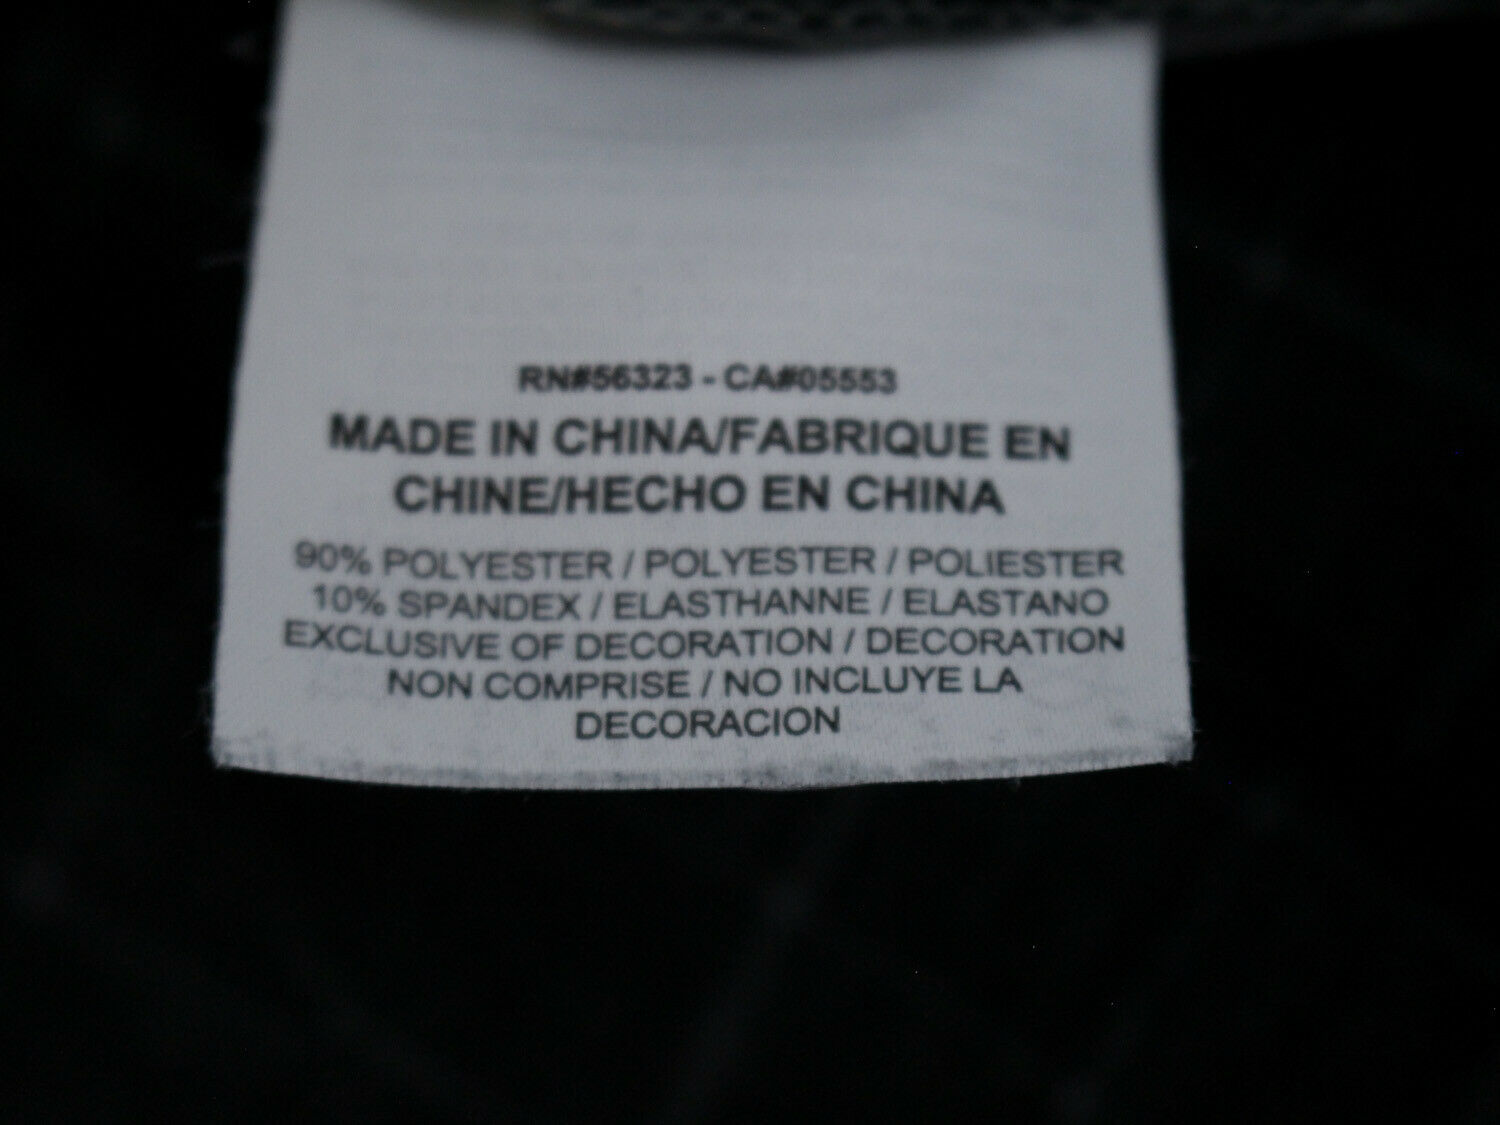 RN#56323 - CA#05553
MADE IN CHINA/FABRIQUE EN
CHINE/HECHO EN CHINA
90% POLYESTER / POLYESTER / POLIESTER
10% SPANDEX / ELASTHANNE / ELASTANO
EXCLUSIVE OF DECORATION / DECORATION
NON COMPRISE / NO INCLUYE LA
DECORACION